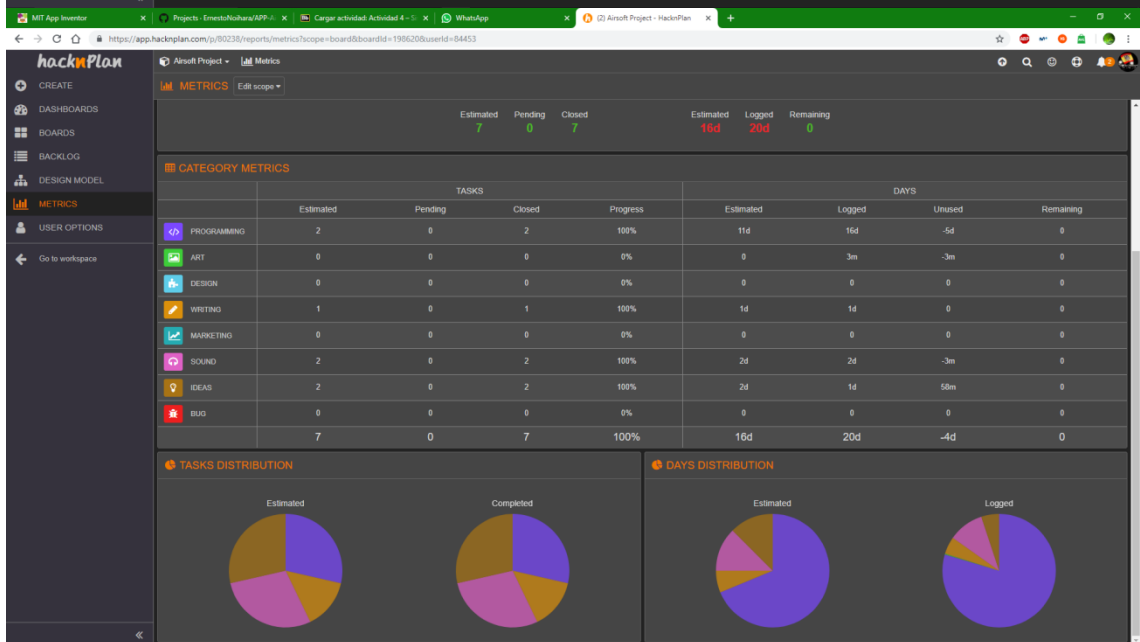 MIT App Inventor
Projects · ErnestoNoihara/APP-A
Cargar actividad: Actividad 4 – S
WhatsApp
(2) Airsoft Project - HacknPlan
https://app.hacknplan.com/p/80238/reports/metrics?scope=board&boardId=198620&userId=84453
hacknPlan
Airsoft Project
Metrics
2
CREATE
DASHBOARDS
BOARDS
BACKLOG
DESIGN MODEL
METRICS
USER OPTIONS
Go to workspace
METRICS Edit scope
Estimated Pending Closed Estimated Logged Remaining
7 0 7 16d 20d 0
CATEGORY METRICS
TASKS DAYS
Estimated Pending Closed Progress Estimated Logged Unused Remaining
PROGRAMMING 2 0 2 100% 11d 16d -5d 0
ART 0 0 0 0% 0 3m -3m 0
DESIGN 0 0 0 0% 0 0 0 0
WRITING 1 0 1 100% 1d 1d 0 0
MARKETING 0 0 0 0% 0 0 0 0
SOUND 2 0 2 100% 2d 2d -3m 0
IDEAS 2 0 2 100% 2d 1d 58m 0
BUG 0 0 0 0% 0 0 0 0
7 0 7 100% 16d 20d -4d 0
TASKS DISTRIBUTION
DAYS DISTRIBUTION
Estimated Completed Estimated Logged